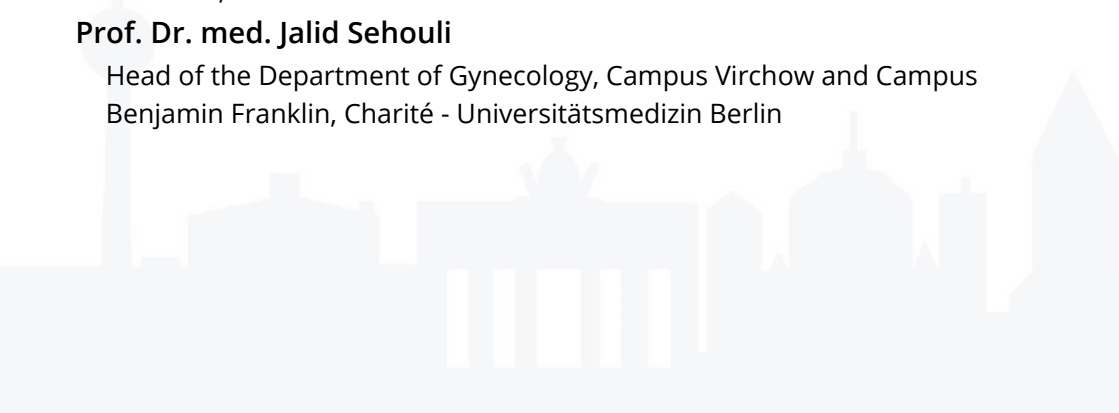 Prof. Dr. med. Jalid Sehouli
Head of the Department of Gynecology, Campus Virchow and Campus
Benjamin Franklin, Charité - Universitätsmedizin Berlin